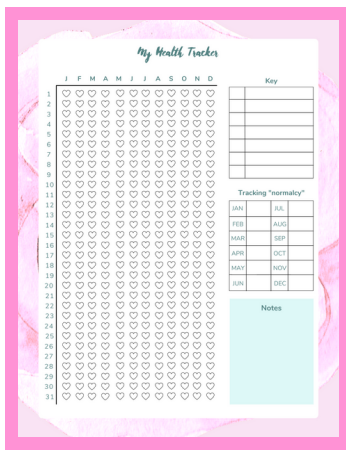 My Health Tracker
J F M A M J J A S O N D
1
2
3
4
5
6
7
8
9
10
11
12
13
14
15
16
17
18
19
20
21
22
23
24
25
26
27
28
29
30
31
Key
Tracking "normalcy"
JAN JUL
FEB AUG
MAR SEP
APR OCT
MAY NOV
JUN DEC
Notes